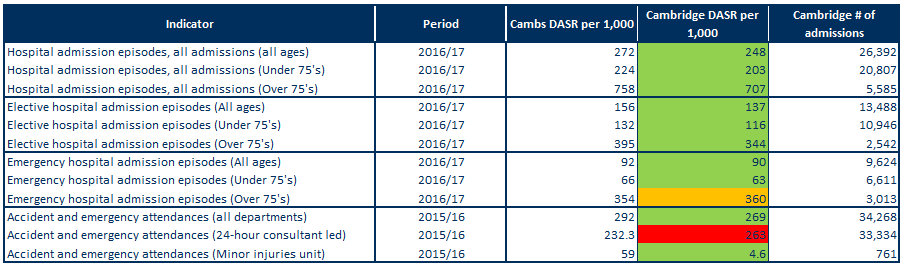 Indicator Period Cambs DASR per 1,000 Cambridge DASR per 1,000 Cambridge # of admissions
Hospital admission episodes, all admissions (all ages) 2016/17 272 248 26,392
Hospital admission episodes, all admissions (Under 75's) 2016/17 224 203 20,807
Hospital admission episodes, all admissions (Over 75's) 2016/17 758 707 5,585
Elective hospital admission episodes (All ages) 2016/17 156 137 13,488
Elective hospital admission episodes (Under 75's) 2016/17 132 116 10,946
Elective hospital admission episodes (Over 75's) 2016/17 395 344 2,542
Emergency hospital admission episodes (All ages) 2016/17 92 90 9,624
Emergency hospital admission episodes (Under 75's) 2016/17 66 63 6,611
Emergency hospital admission episodes (Over 75's) 2016/17 354 360 3,013
Accident and emergency attendances (all departments) 2015/16 292 269 34,268
Accident and emergency attendances (24-hour consultant led) 2015/16 232.3 263 33,334
Accident and emergency attendances (Minor injuries unit) 2015/16 59 4.6 761